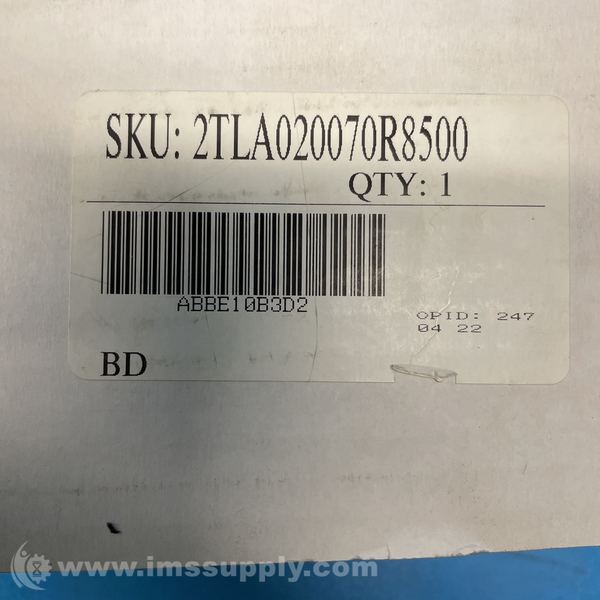 SKU: 2TLA020070R8500
QTY: 1
ABBE10B3D2
OPID: 247
04 22
BD
www.imssupply.com